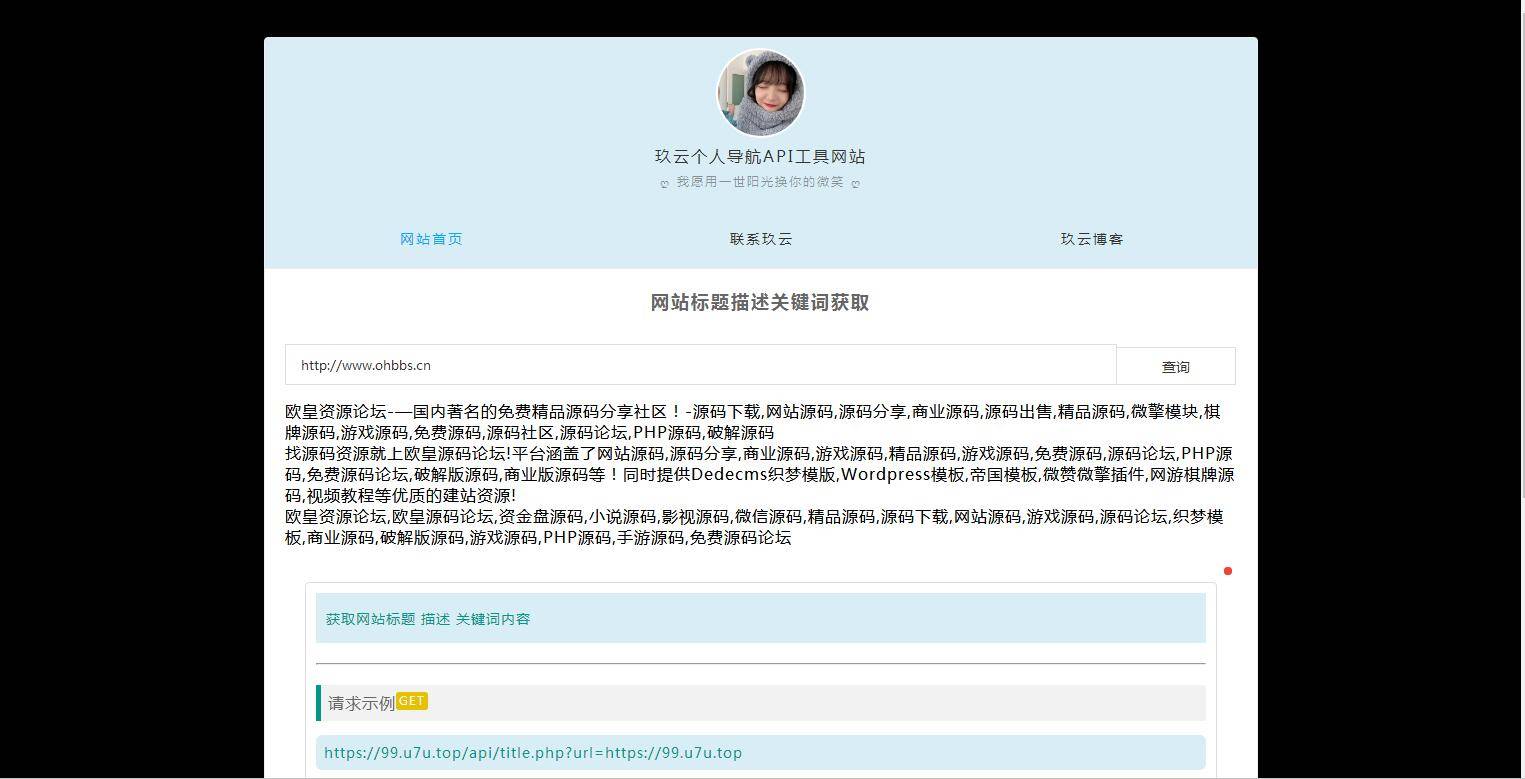 玖云个人导航API工具网站
ღ 我愿用一世阳光换你的微笑 ღ
网站首页
联系玖云
玖云博客
网站标题描述关键词获取
http://www.ohbbs.cn
查询
欧皇资源论坛-—国内著名的免费精品源码分享社区！-源码下载,网站源码,源码分享,商业源码,源码出售,精品源码,微擎模块,棋
牌源码,游戏源码,免费源码,源码社区,源码论坛,PHP源码,破解源码
找源码资源就上欧皇源码论坛!平台涵盖了网站源码,源码分享,商业源码,游戏源码,精品源码,游戏源码,免费源码,源码论坛,PHP源
码,免费源码论坛,破解版源码,商业版源码等！同时提供Dedecms织梦模版,Wordpress模板,帝国模板,微赞微擎插件,网游棋牌源
码,视频教程等优质的建站资源!
欧皇资源论坛,欧皇源码论坛,资金盘源码,小说源码,影视源码,微信源码,精品源码,源码下载,网站源码,游戏源码,源码论坛,织梦模
板,商业源码,破解版源码,游戏源码,PHP源码,手游源码,免费源码论坛
获取网站标题 描述 关键词内容
请求示例GET
https://99.u7u.top/api/title.php?url=https://99.u7u.top